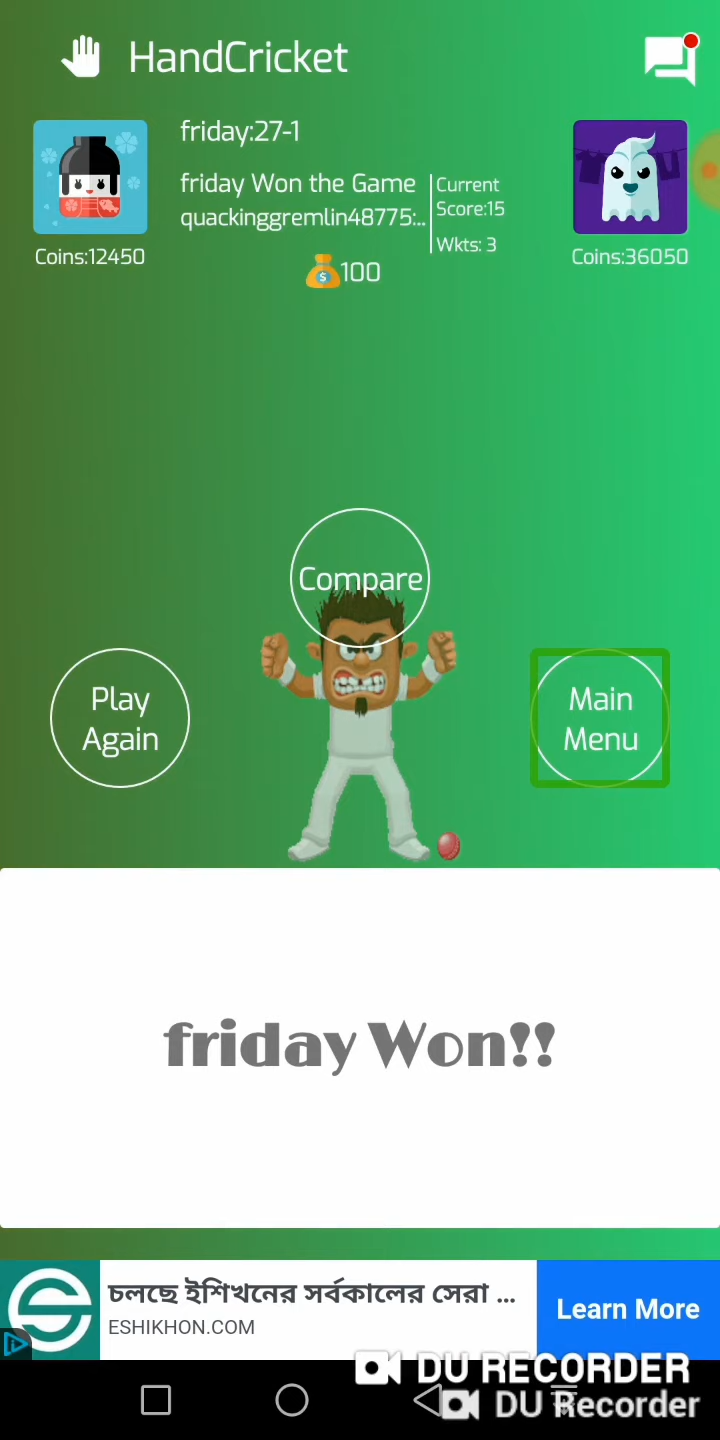 HandCricket
friday:27-1
friday Won the Game
quackinggremlin48775:..
Current
Score:15
Wkts: 3
Coins:12450
100
Coins:36050
Compare
Play
Again
Main
Menu
friday Won!!
চলছে ইশিখনের সর্বকালের সেরা ...
ESHIKHON.COM
Learn More
DU RECORDER
DU Recorder